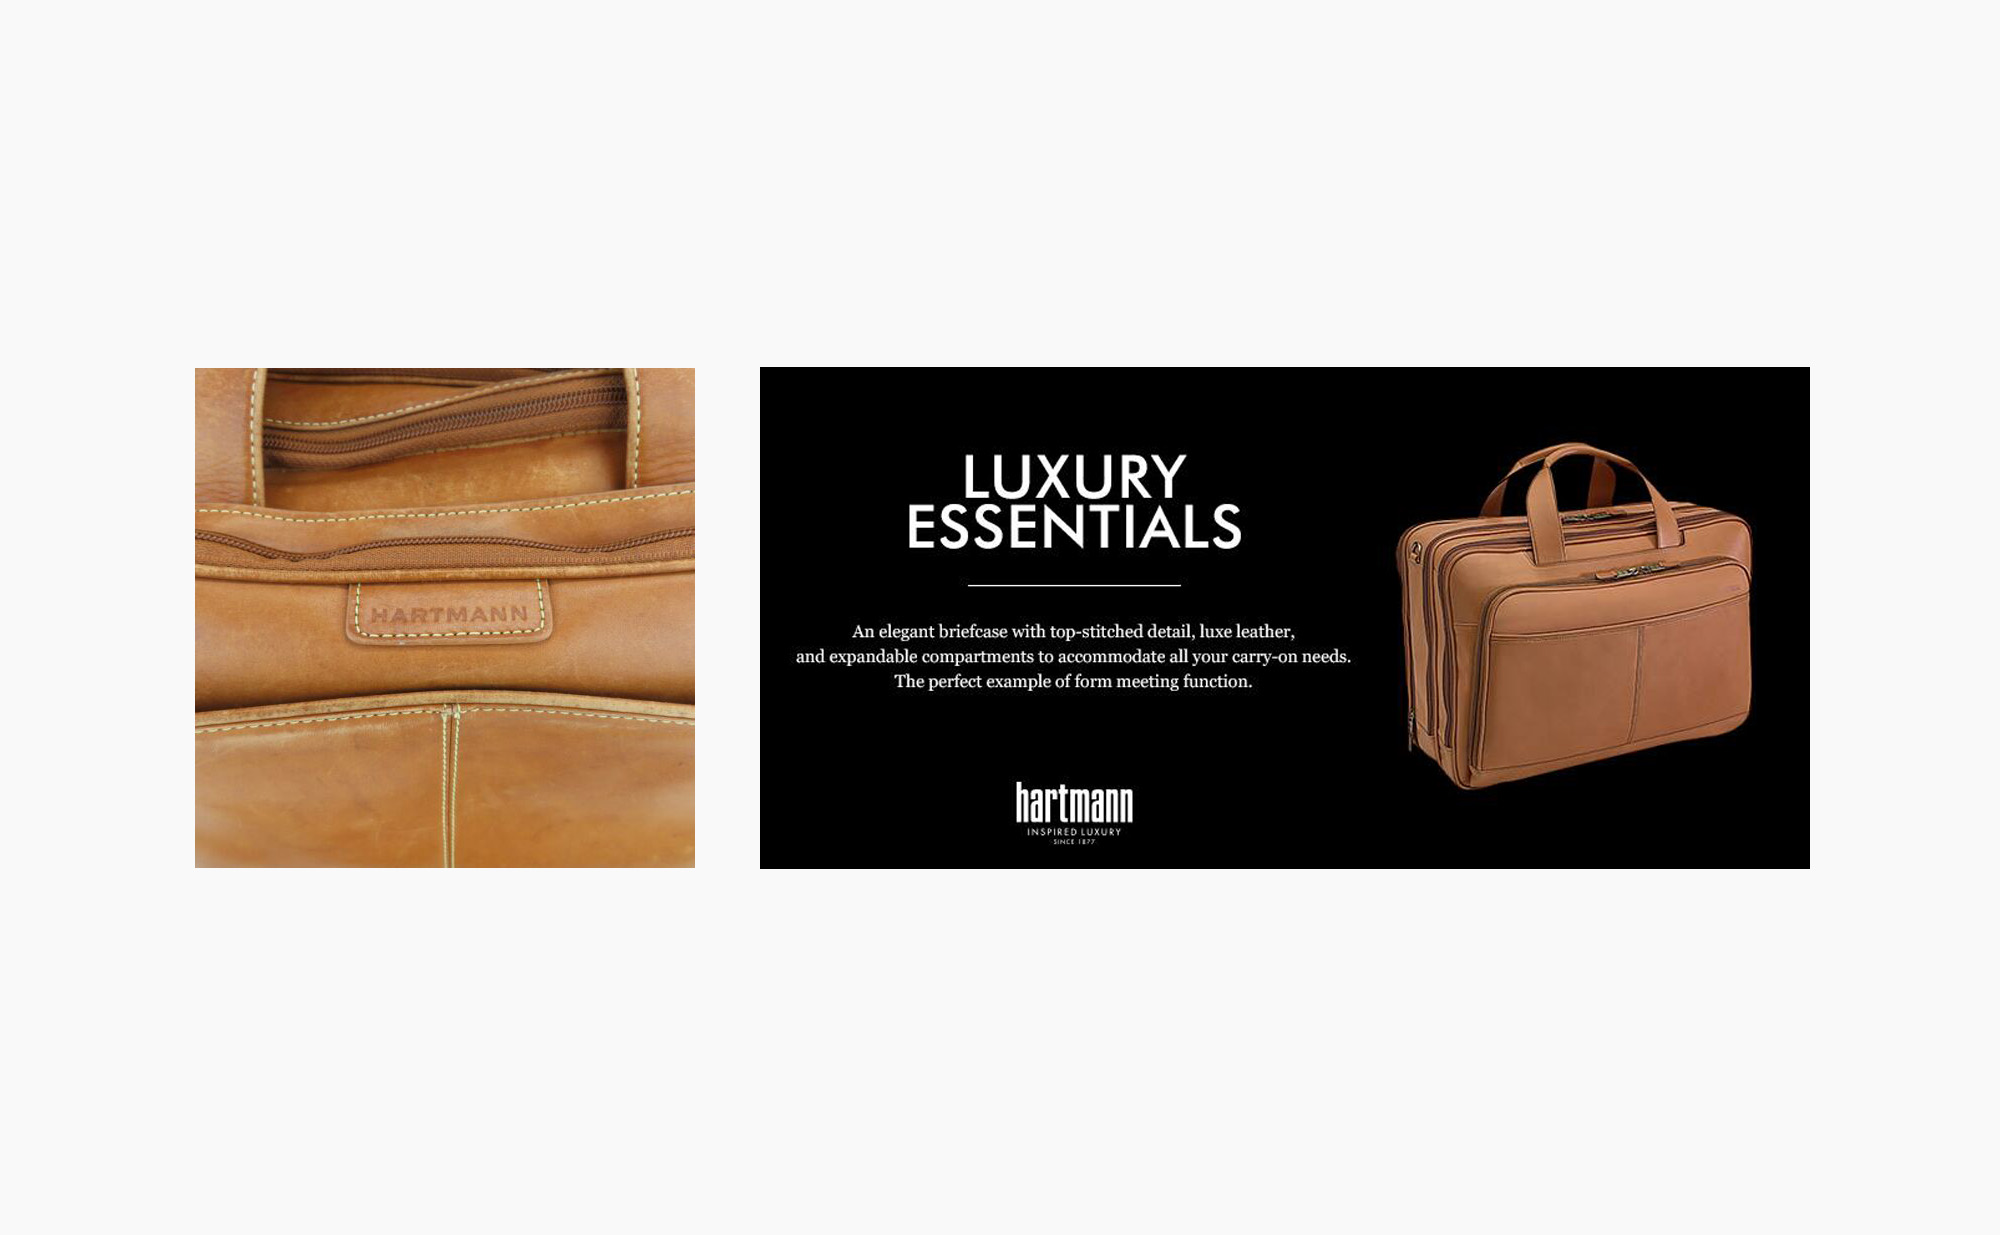 HARTMANN
LUXURY
ESSENTIALS
An elegant briefcase with top-stitched detail, luxe leather,
and expandable compartments to accommodate all your carry-on needs.
The perfect example of form meeting function.
hartmann
INSPIRED LUXURY
SINCE 1877